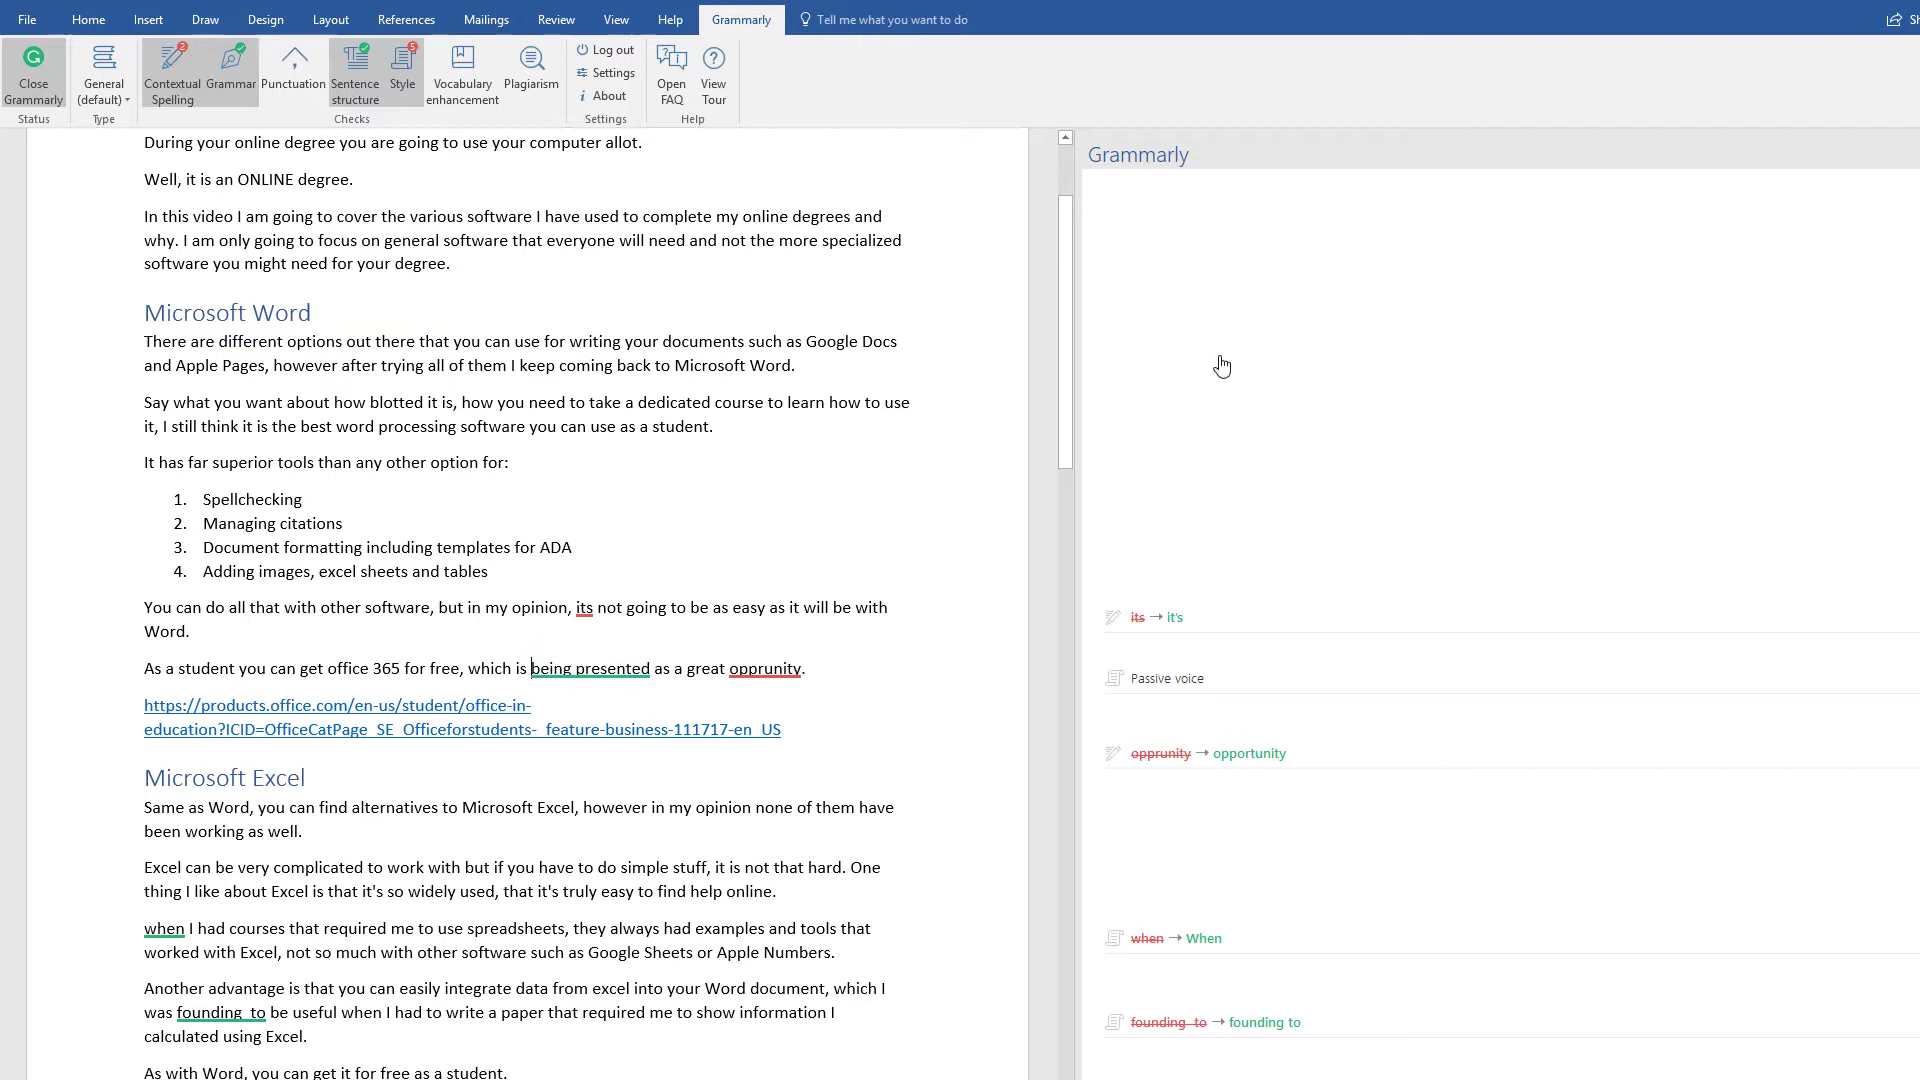 File Home Insert Draw Design Layout References Mailings Review View Help Grammarly Tell me what you want to do
2 5
Close Grammarly
General (default)
Contextual Spelling
Grammar
Punctuation
Sentence structure
Style
Vocabulary enhancement
Plagiarism
Log out
Settings
About
Open FAQ
View Tour
Status Type Checks Settings Help
During your online degree you are going to use your computer allot.
Well, it is an ONLINE degree.
In this video I am going to cover the various software I have used to complete my online degrees and
why. I am only going to focus on general software that everyone will need and not the more specialized
software you might need for your degree.
Microsoft Word
There are different options out there that you can use for writing your documents such as Google Docs
and Apple Pages, however after trying all of them I keep coming back to Microsoft Word.
Say what you want about how blotted it is, how you need to take a dedicated course to learn how to use
it, I still think it is the best word processing software you can use as a student.
It has far superior tools than any other option for:
1. Spellchecking
2. Managing citations
3. Document formatting including templates for ADA
4. Adding images, excel sheets and tables
You can do all that with other software, but in my opinion, its not going to be as easy as it will be with
Word.
As a student you can get office 365 for free, which is being presented as a great opprunity.
https://products.office.com/en-us/student/office-in-
education?ICID=OfficeCatPage_SE_Officeforstudents-_feature-business-111717-en_US
Microsoft Excel
Same as Word, you can find alternatives to Microsoft Excel, however in my opinion none of them have
been working as well.
Excel can be very complicated to work with but if you have to do simple stuff, it is not that hard. One
thing I like about Excel is that it's so widely used, that it's truly easy to find help online.
when I had courses that required me to use spreadsheets, they always had examples and tools that
worked with Excel, not so much with other software such as Google Sheets or Apple Numbers.
Another advantage is that you can easily integrate data from excel into your Word document, which I
was founding  to be useful when I had to write a paper that required me to show information I
calculated using Excel.
As with Word, you can get it for free as a student.
Grammarly
its → it's
Passive voice
opprunity → opportunity
when → When
founding  to → founding to